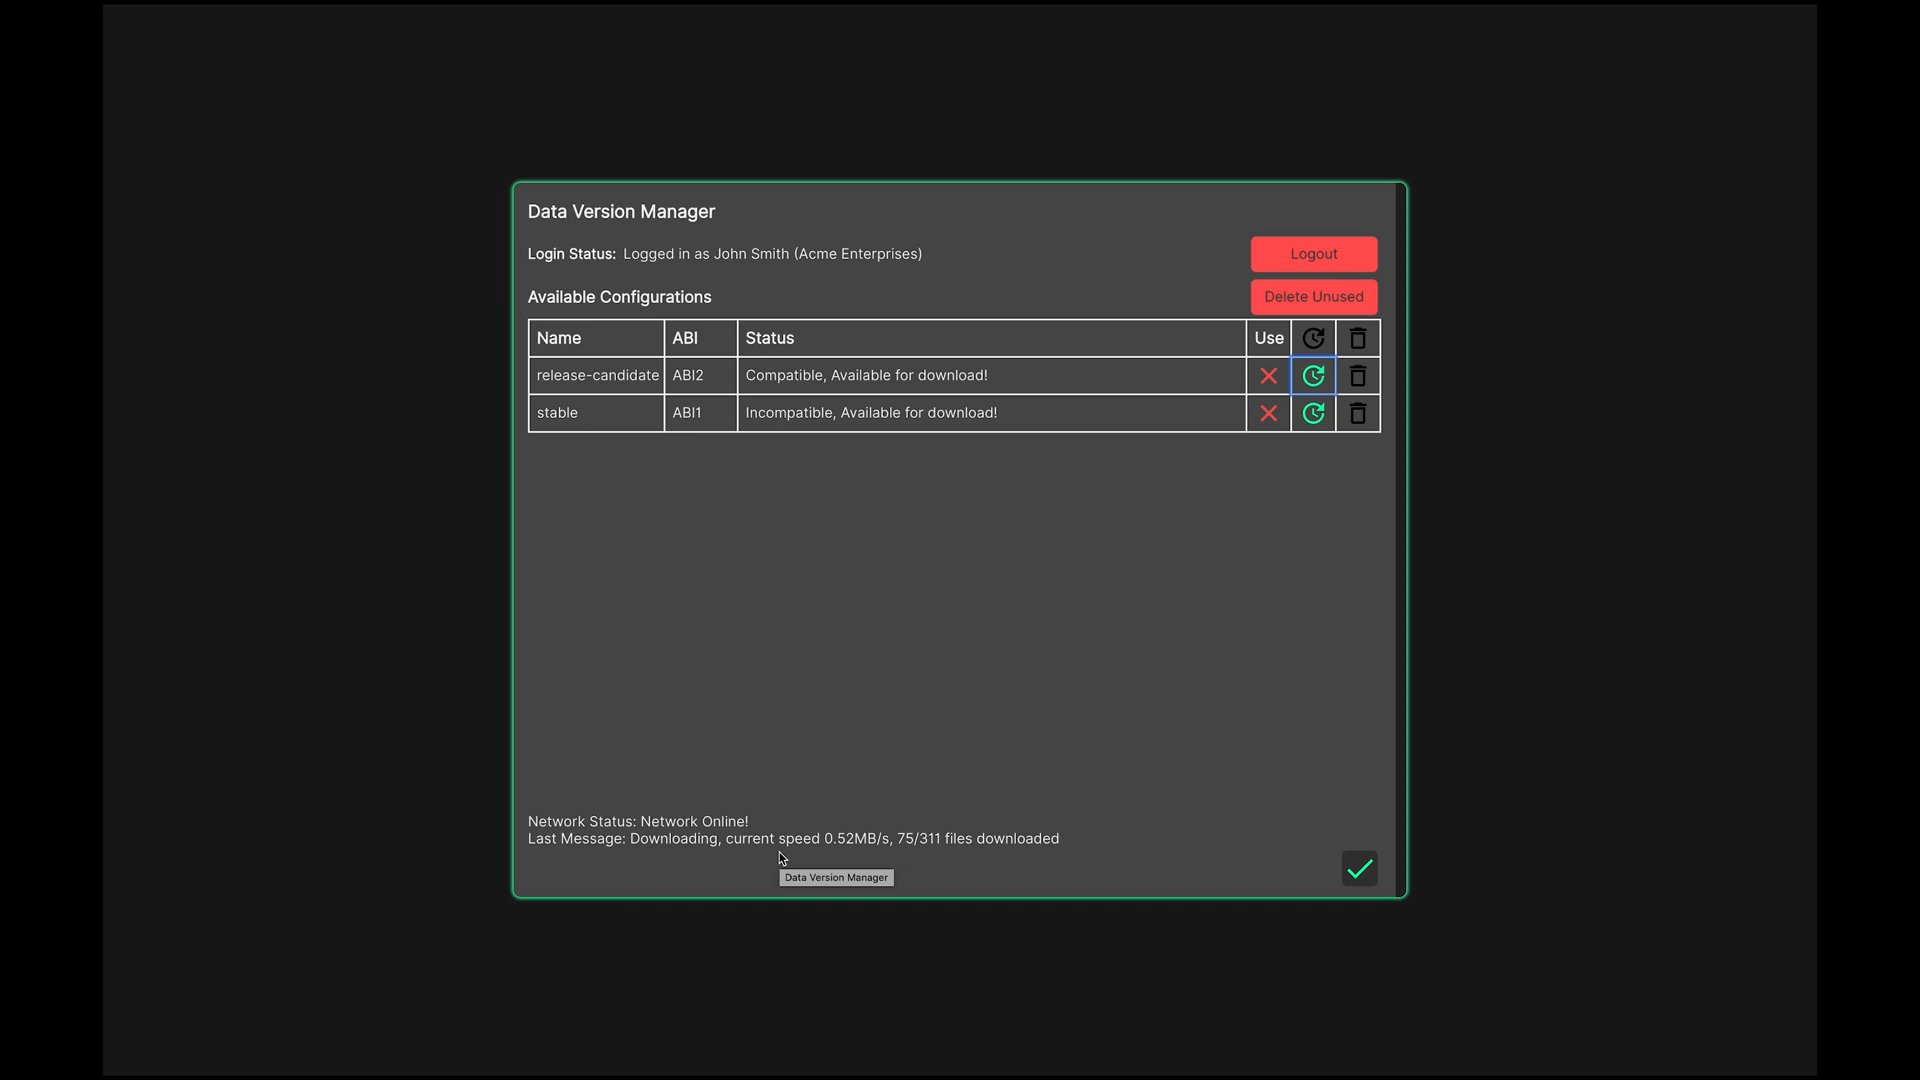 Data Version Manager
Login Status: Logged in as John Smith (Acme Enterprises)
Logout
Available Configurations
Delete Unused
Name ABI Status Use
release-candidate ABI2 Compatible, Available for download!
stable ABI1 Incompatible, Available for download!
Network Status: Network Online!
Last Message: Downloading, current speed 0.52MB/s, 75/311 files downloaded
Data Version Manager